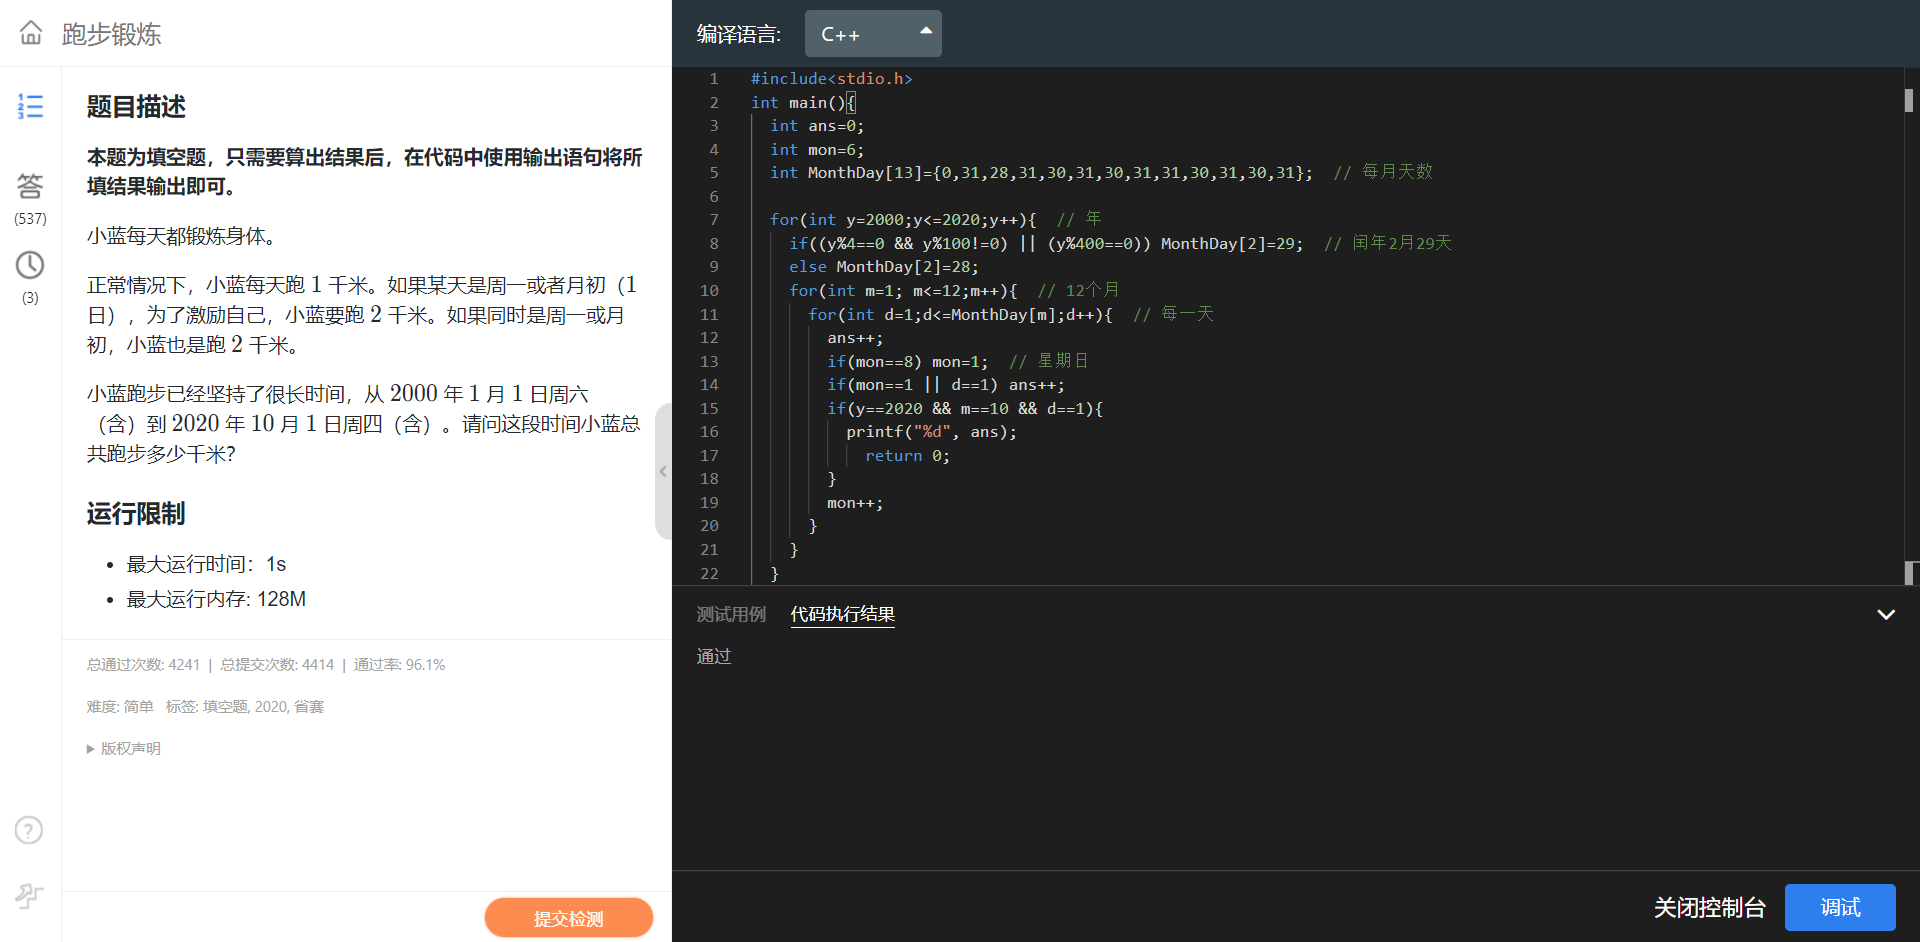 跑步锻炼
答
(537)
(3)
题目描述
本题为填空题，只需要算出结果后，在代码中使用输出语句将所
填结果输出即可。
小蓝每天都锻炼身体。
正常情况下，小蓝每天跑 1 千米。如果某天是周一或者月初（1
日），为了激励自己，小蓝要跑 2 千米。如果同时是周一或月
初，小蓝也是跑 2 千米。
小蓝跑步已经坚持了很长时间，从 2000 年 1 月 1 日周六
（含）到 2020 年 10 月 1 日周四（含）。请问这段时间小蓝总
共跑步多少千米?
运行限制
• 最大运行时间：1s
• 最大运行内存: 128M
总通过次数: 4241 | 总提交次数: 4414 | 通过率: 96.1%
难度: 简单 标签: 填空题, 2020, 省赛
版权声明
提交检测
编译语言: C++
1 #include<stdio.h>
2 int main(){
3 int ans=0;
4 int mon=6;
5 int MonthDay[13]={0,31,28,31,30,31,30,31,31,30,31,30,31}; // 每月天数
6
7 for(int y=2000;y<=2020;y++){ // 年
8 if((y%4==0 && y%100!=0) || (y%400==0)) MonthDay[2]=29; // 闰年2月29天
9 else MonthDay[2]=28;
10 for(int m=1; m<=12;m++){ // 12个月
11 for(int d=1;d<=MonthDay[m];d++){ // 每一天
12 ans++;
13 if(mon==8) mon=1; // 星期日
14 if(mon==1 || d==1) ans++;
15 if(y==2020 && m==10 && d==1){
16 printf("%d", ans);
17 return 0;
18 }
19 mon++;
20 }
21 }
22 }
测试用例 代码执行结果
通过
关闭控制台 调试